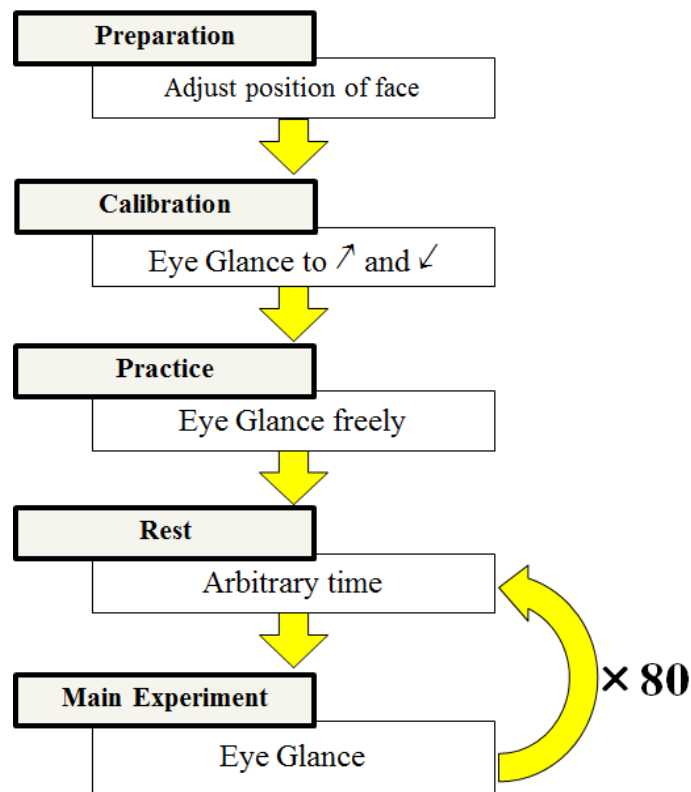 Preparation
Adjust position of face
Calibration
Eye Glance to ↗ and ↙
Practice
Eye Glance freely
Rest
Arbitrary time
× 80
Main Experiment
Eye Glance